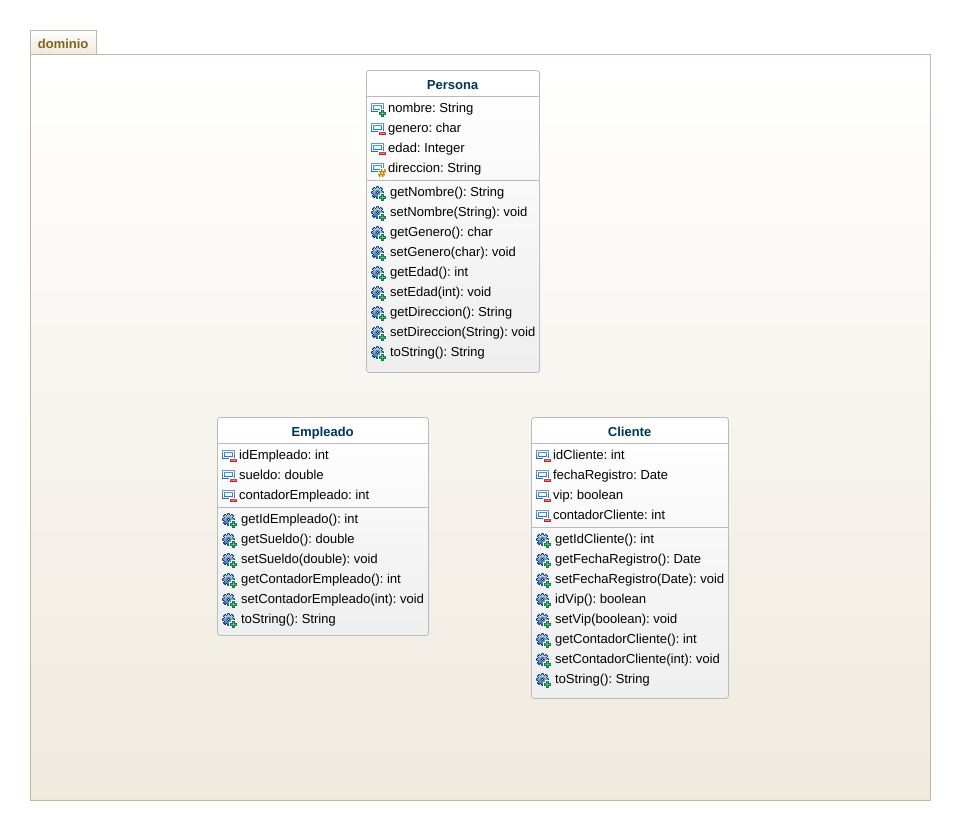 dominio
Persona
nombre: String
genero: char
edad: Integer
direccion: String
getNombre(): String
setNombre(String): void
getGenero(): char
setGenero(char): void
getEdad(): int
setEdad(int): void
getDireccion(): String
setDireccion(String): void
toString(): String
Empleado
idEmpleado: int
sueldo: double
contadorEmpleado: int
getIdEmpleado(): int
getSueldo(): double
setSueldo(double): void
getContadorEmpleado(): int
setContadorEmpleado(int): void
toString(): String
Cliente
idCliente: int
fechaRegistro: Date
vip: boolean
contadorCliente: int
getIdCliente(): int
getFechaRegistro(): Date
setFechaRegistro(Date): void
idVip(): boolean
setVip(boolean): void
getContadorCliente(): int
setContadorCliente(int): void
toString(): String